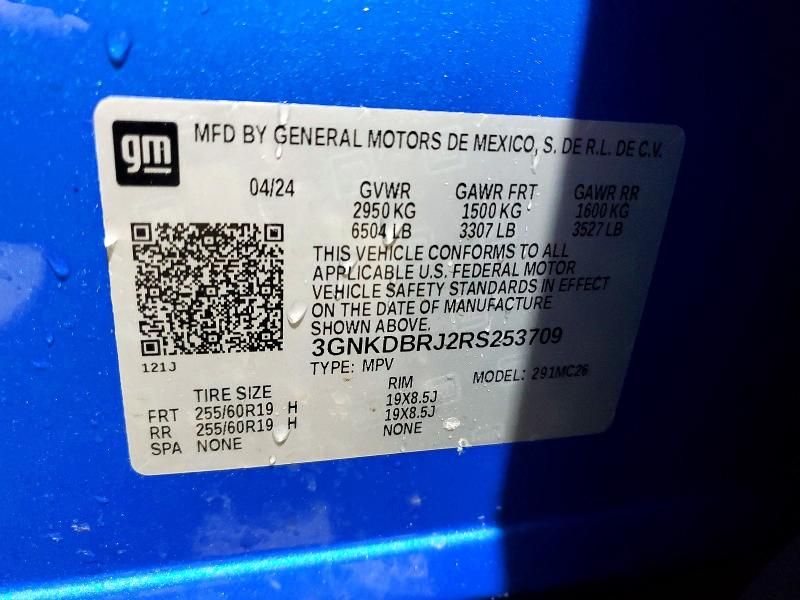 gm
MFD BY GENERAL MOTORS DE MEXICO, S. DE R.L. DE C.V.
04/24 GVWR GAWR FRT GAWR RR
2950 KG 1500 KG 1600 KG
6504 LB 3307 LB 3527 LB
THIS VEHICLE CONFORMS TO ALL
APPLICABLE U.S. FEDERAL MOTOR
VEHICLE SAFETY STANDARDS IN EFFECT
ON THE DATE OF MANUFACTURE
SHOWN ABOVE.
3GNKDBRJ2RS253709
121J
TYPE: MPV MODEL: 291MC26
TIRE SIZE RIM
FRT 255/60R19 H 19X8.5J
RR 255/60R19 H 19X8.5J
SPA NONE NONE